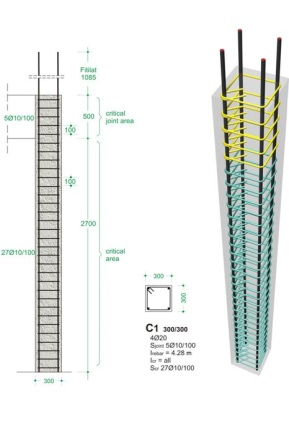 Fitilat
1085
5Ø10/100
500
critical
joint area
100
100
2700
27Ø10/100
critical
area
300
300
300
C1 300/300
4Ø20
Sjoint 5Ø10/100
lrebar = 4.28 m
lcr = all
Scr 27Ø10/100